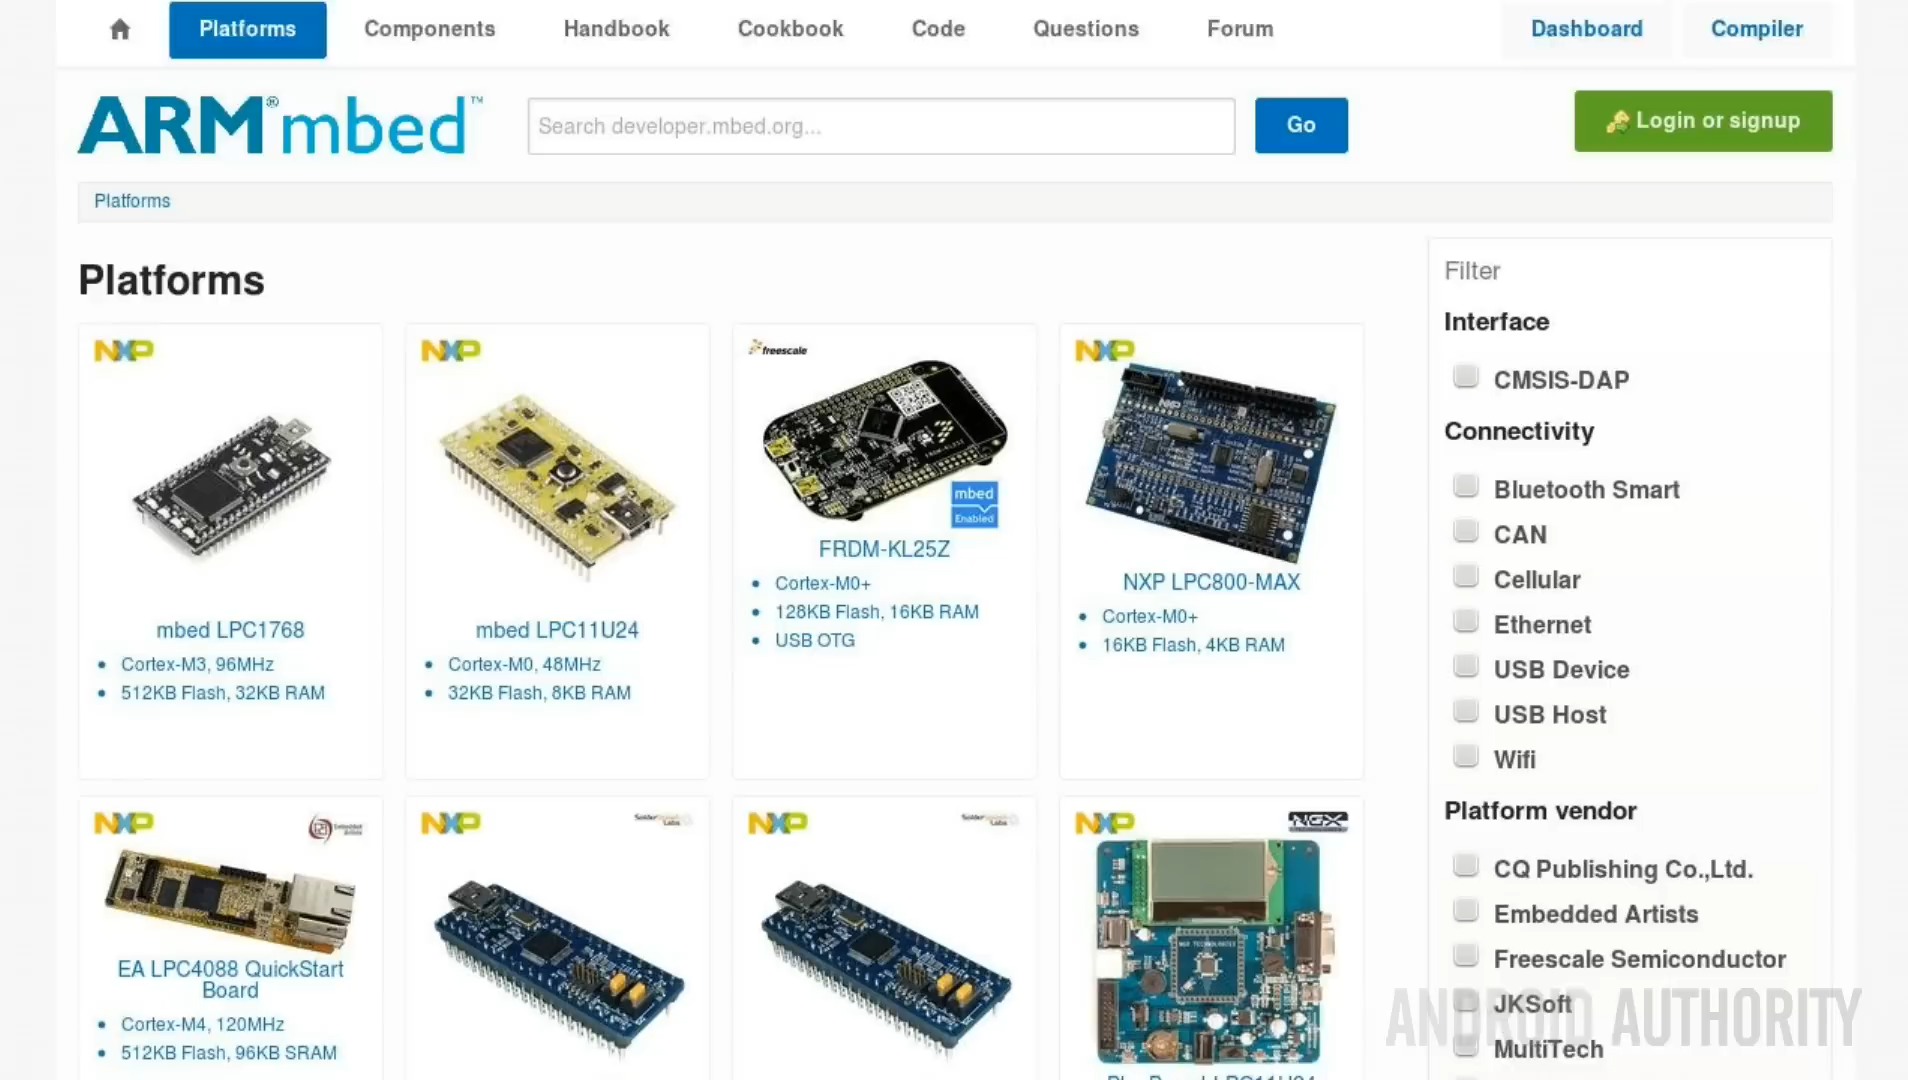 Platforms
Components
Handbook
Cookbook
Code
Questions
Forum
Dashboard
Compiler
ARM® mbed™
Search developer.mbed.org...
Go
Login or signup
Platforms
Platforms
NXP
mbed LPC1768
Cortex-M3, 96MHz
512KB Flash, 32KB RAM
NXP
mbed LPC11U24
Cortex-M0, 48MHz
32KB Flash, 8KB RAM
freescale
mbed
Enabled
FRDM-KL25Z
Cortex-M0+
128KB Flash, 16KB RAM
USB OTG
NXP
NXP LPC800-MAX
Cortex-M0+
16KB Flash, 4KB RAM
NXP
Embedded
Artists
EA LPC4088 QuickStart
Board
Cortex-M4, 120MHz
512KB Flash, 96KB SRAM
NXP
NXP
NXP
NGX
Filter
Interface
CMSIS-DAP
Connectivity
Bluetooth Smart
CAN
Cellular
Ethernet
USB Device
USB Host
Wifi
Platform vendor
CQ Publishing Co.,Ltd.
Embedded Artists
Freescale Semiconductor
JKSoft
MultiTech
ANDROID AUTHORITY